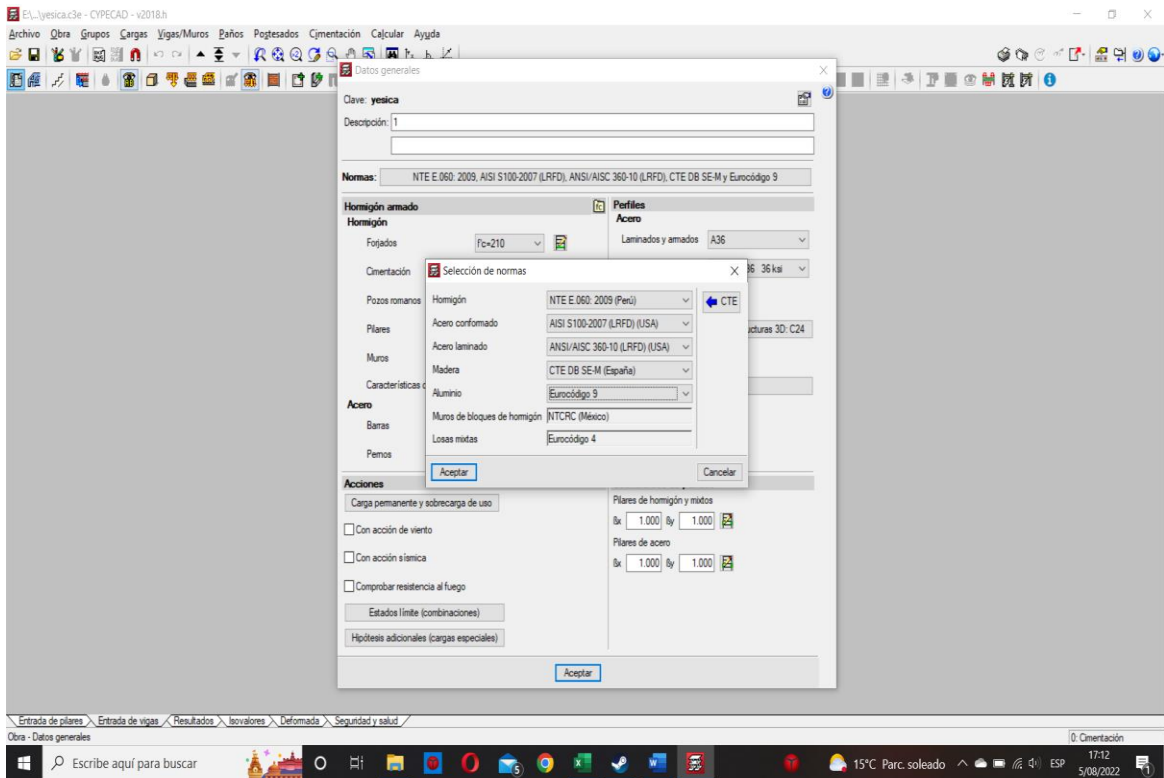 E:\...\yesica.c3e - CYPECAD - v2018.h
Archivo Obra Grupos Cargas Vigas/Muros Paños Postesados Cimentación Calcular Ayuda
Datos generales
Clave: yesica
Descripción: 1
Normas: NTE E.060: 2009, AISI S100-2007 (LRFD), ANSI/AISC 360-10 (LRFD), CTE DB SE-M y Eurocódigo 9
Hormigón armado
Hormigón
Forjados f'c=210
Cimentación
Pozos romanos
Pilares
Muros
Características d
Acero
Barras
Pernos
Perfiles
Acero
Laminados y armados A36
36 36 ksi
ucturas 3D: C24
Selección de normas
Hormigón NTE E.060: 2009 (Perú)
CTE
Acero conformado AISI S100-2007 (LRFD) (USA)
Acero laminado ANSI/AISC 360-10 (LRFD) (USA)
Madera CTE DB SE-M (España)
Aluminio Eurocódigo 9
Muros de bloques de hormigón NTCRC (México)
Losas mixtas Eurocódigo 4
Aceptar Cancelar
Acciones
Carga permanente y sobrecarga de uso
Con acción de viento
Con acción sísmica
Comprobar resistencia al fuego
Estados límite (combinaciones)
Hipótesis adicionales (cargas especiales)
Pilares de hormigón y mixtos
ßx 1.000 ßy 1.000
Pilares de acero
ßx 1.000 ßy 1.000
Aceptar
Entrada de pilares Entrada de vigas Resultados Isovalores Deformada Seguridad y salud
Obra - Datos generales
0: Cimentación
Escribe aquí para buscar
15°C Parc. soleado
ESP
17:12
5/08/2022